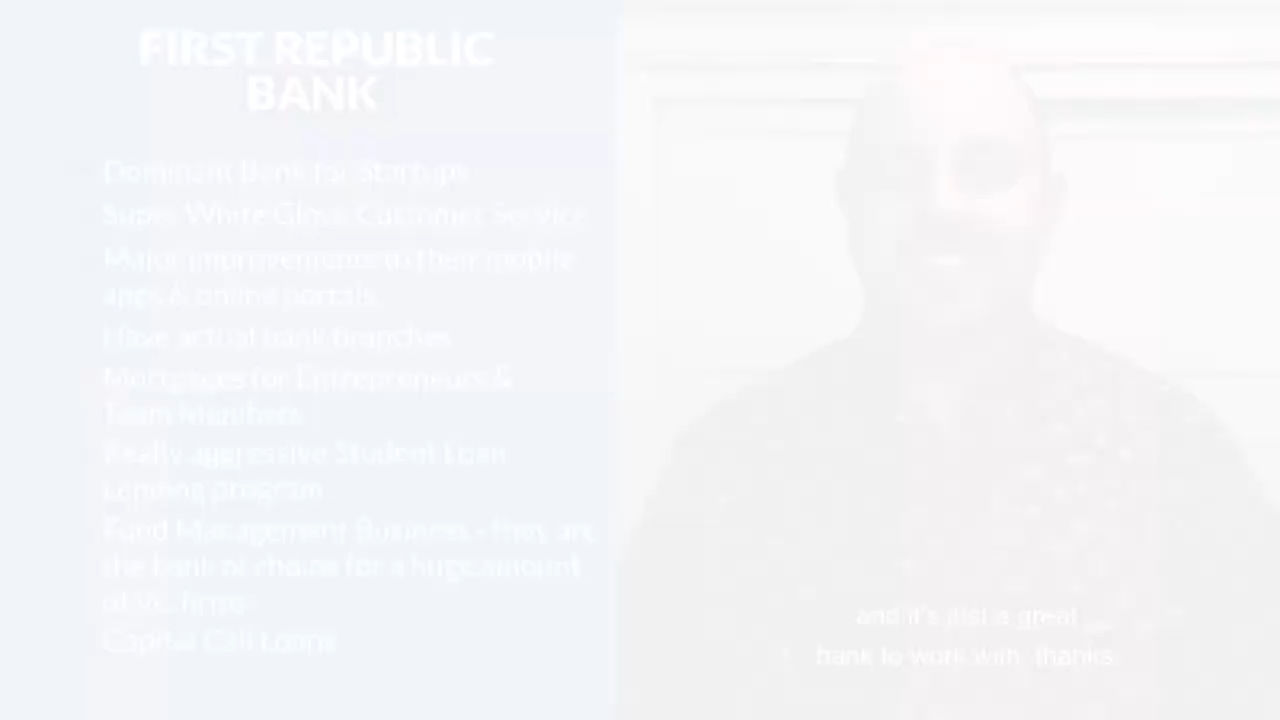 FIRST REPUBLIC
BANK
Dominant Bank for Startups
Super White Glove Customer Service
Major improvements to their mobile
apps & online portals
Have actual bank branches
Mortgages for Entrepreneurs &
Team Members
Really aggressive Student Loan
Lending program
Fund Management Business - they are
the bank of choice for a huge amount
of VC firms
Capital Call Loans
and it's just a great
bank to work with, thanks